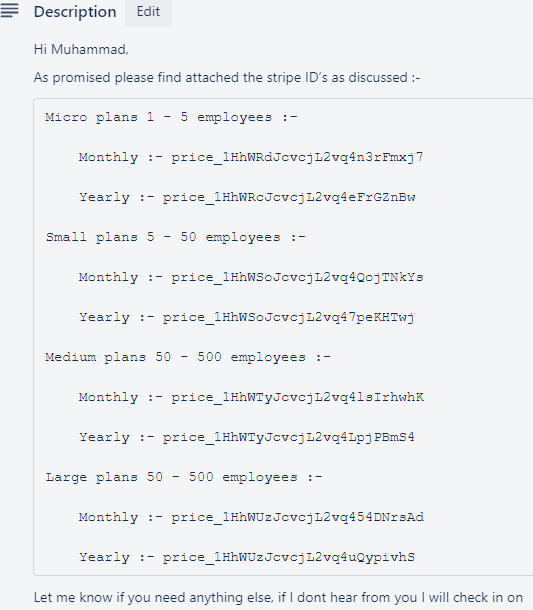 Description Edit
Hi Muhammad,
As promised please find attached the stripe ID's as discussed :-
Micro plans 1 - 5 employees :-
Monthly :- price_1HhWRdJcvcjL2vq4n3rFmxj7
Yearly :- price_1HhWRcJcvcjL2vq4eFrGZnBw
Small plans 5 - 50 employees :-
Monthly :- price_1HhWSoJcvcjL2vq4QojTNkYs
Yearly :- price_1HhWSoJcvcjL2vq47peKHTwj
Medium plans 50 - 500 employees :-
Monthly :- price_1HhWTyJcvcjL2vq4lsIrhwhK
Yearly :- price_1HhWTyJcvcjL2vq4LpjPBmS4
Large plans 50 - 500 employees :-
Monthly :- price_1HhWUzJcvcjL2vq454DNrsAd
Yearly :- price_1HhWUzJcvcjL2vq4uQypivhS
Let me know if you need anything else, if I dont hear from you I will check in on